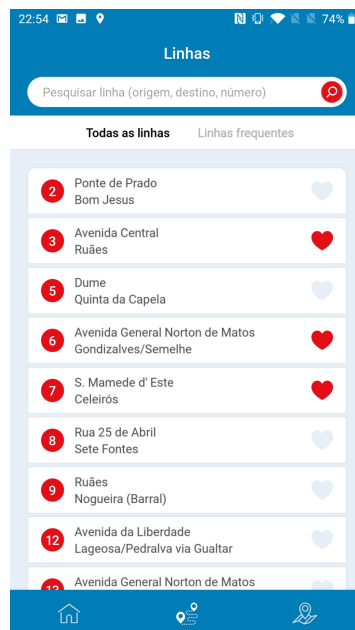 22:54
74%
Linhas
Pesquisar linha (origem, destino, número)
Todas as linhas
Linhas frequentes
2
Ponte de Prado
Bom Jesus
3
Avenida Central
Ruães
5
Dume
Quinta da Capela
6
Avenida General Norton de Matos
Gondizalves/Semelhe
7
S. Mamede d' Este
Celeirós
8
Rua 25 de Abril
Sete Fontes
9
Ruães
Nogueira (Barral)
12
Avenida da Liberdade
Lageosa/Pedralva via Gualtar
13
Avenida General Norton de Matos